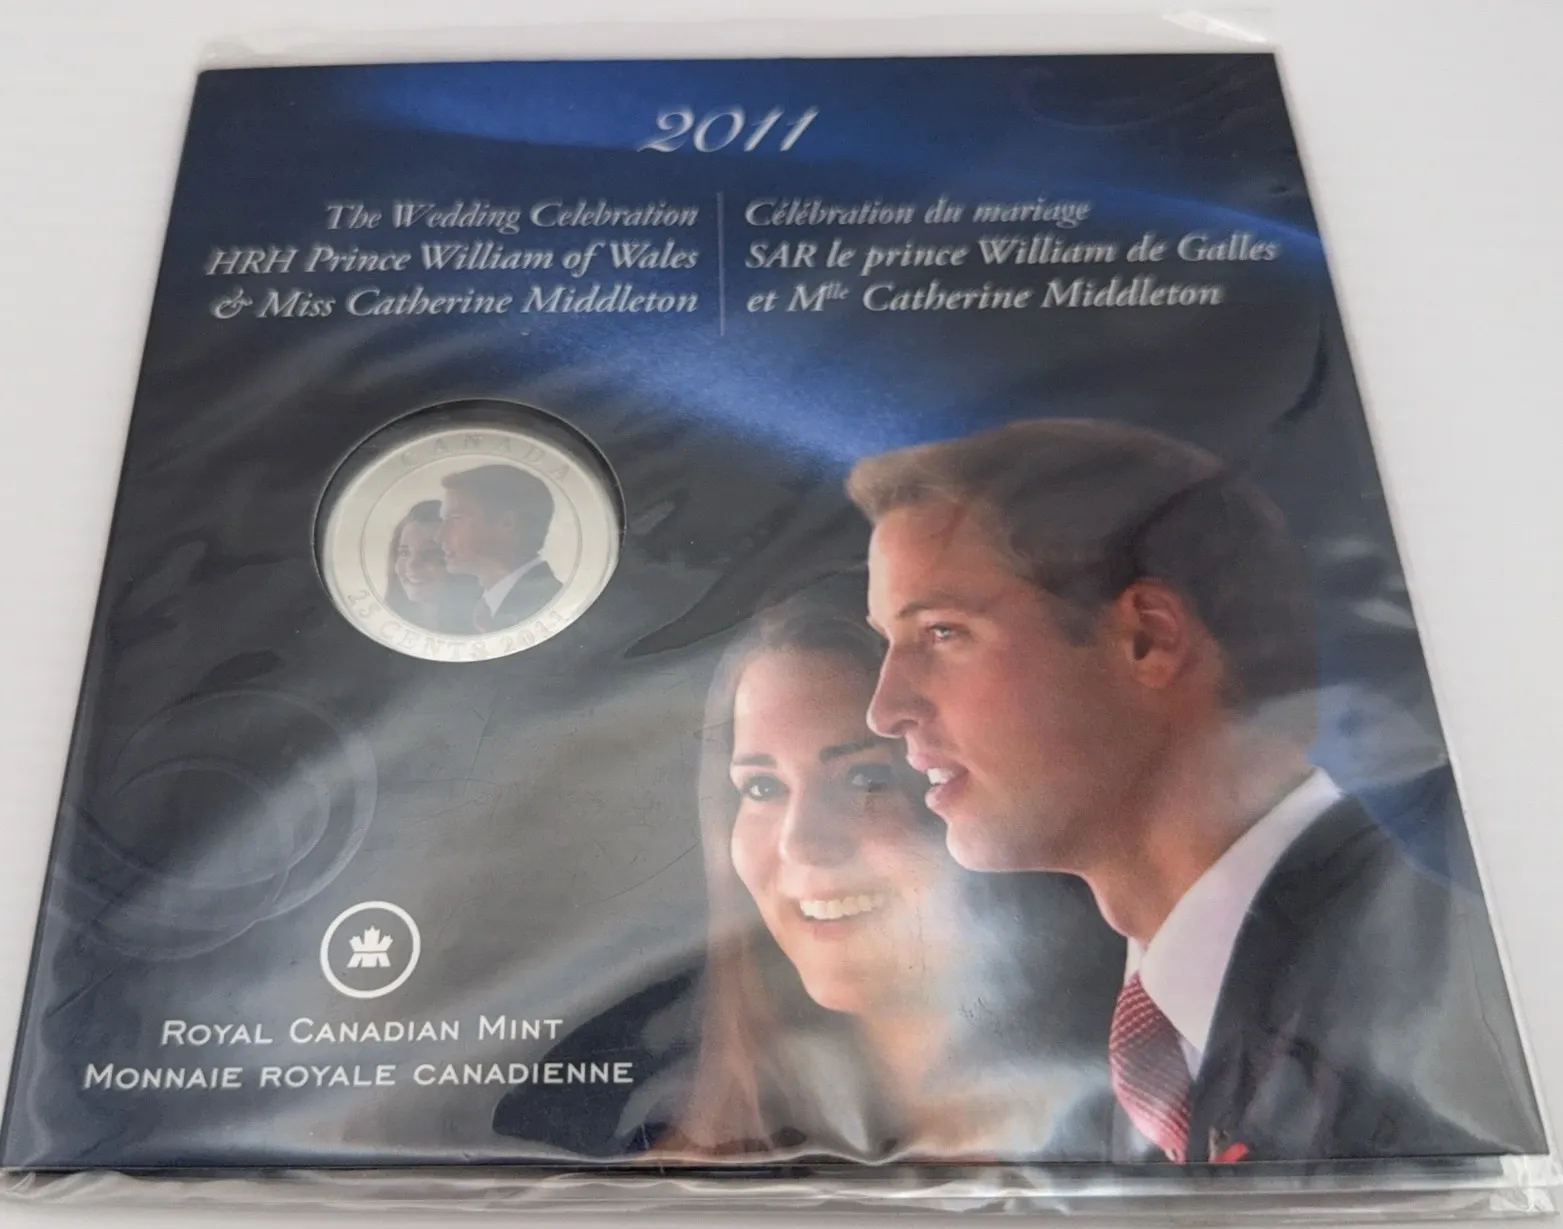 2011
The Wedding Celebration
HRH Prince William of Wales
& Miss Catherine Middleton
Célébration du mariage
SAR le prince William de Galles
et Mlle Catherine Middleton
CANADA
25 CENTS 2011
ROYAL CANADIAN MINT
MONNAIE ROYALE CANADIENNE